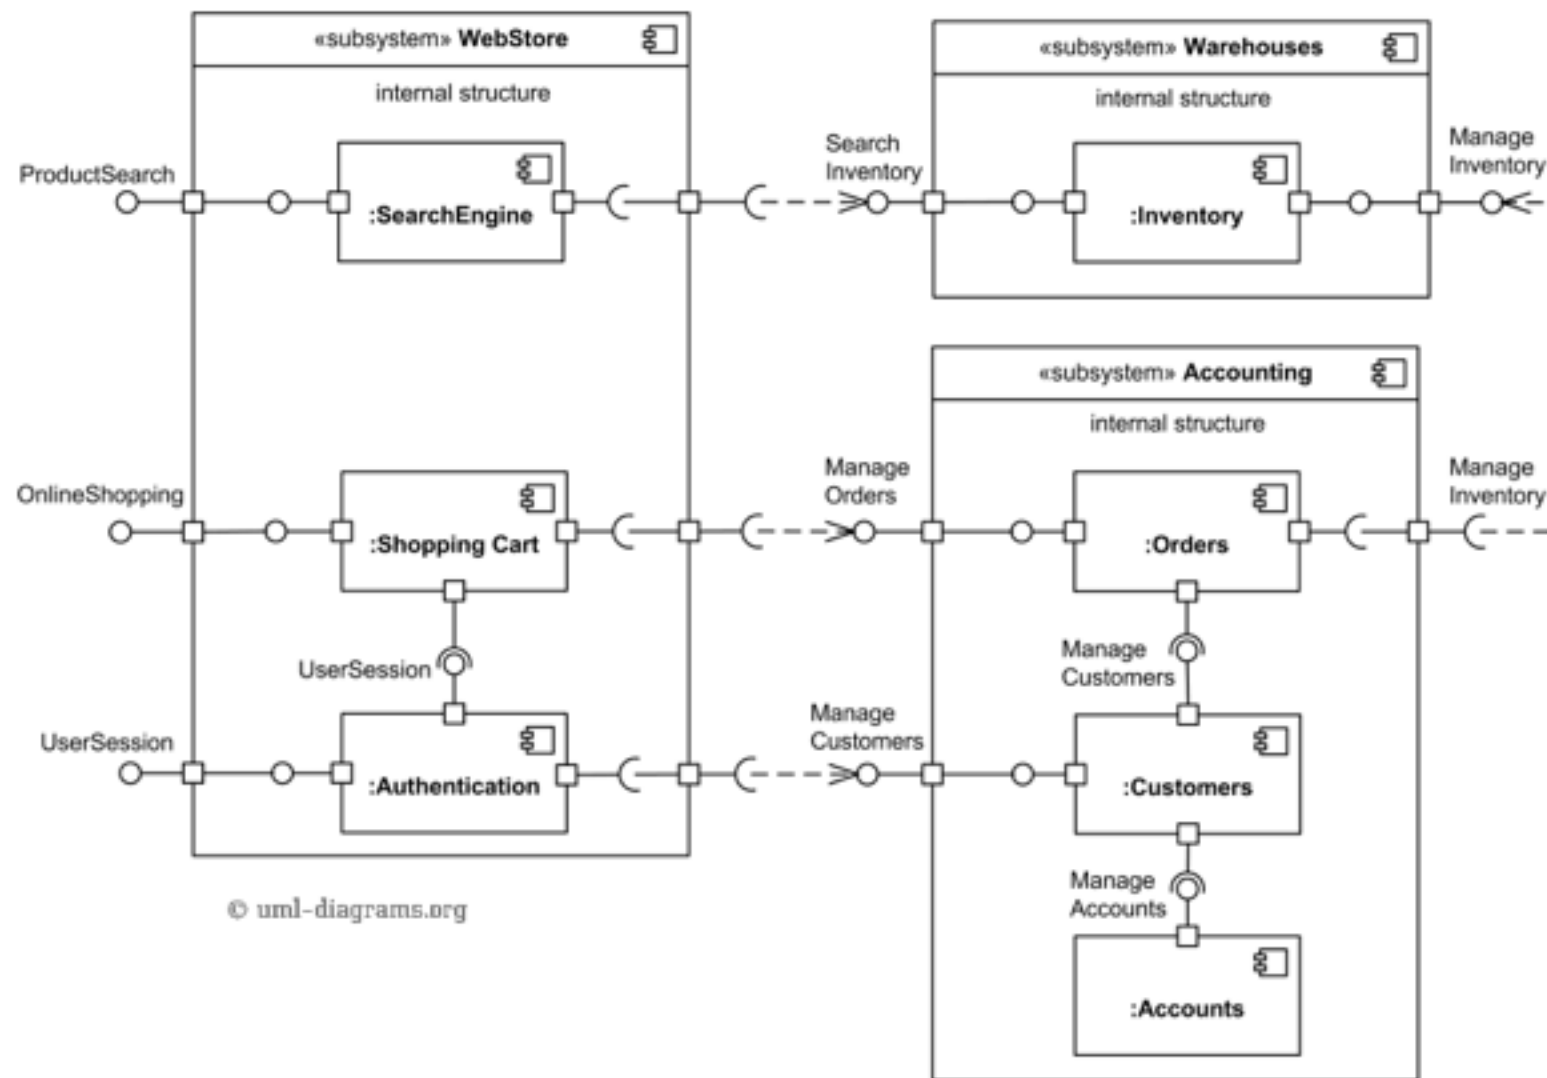 «subsystem» WebStore
internal structure
ProductSearch
:SearchEngine
OnlineShopping
:Shopping Cart
UserSession
UserSession
:Authentication
Search
Inventory
«subsystem» Warehouses
internal structure
:Inventory
Manage
Inventory
«subsystem» Accounting
internal structure
Manage
Orders
:Orders
Manage
Inventory
Manage
Customers
Manage
Customers
:Customers
Manage
Accounts
:Accounts
© uml-diagrams.org